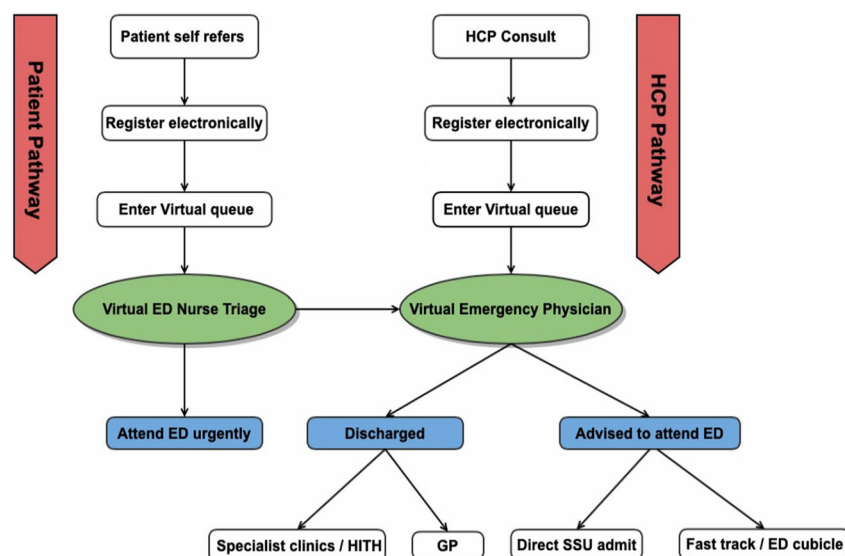 Patient Pathway
Patient self refers
HCP Consult
HCP Pathway
Register electronically
Register electronically
Enter Virtual queue
Enter Virtual queue
Virtual ED Nurse Triage
Virtual Emergency Physician
Attend ED urgently
Discharged
Advised to attend ED
Specialist clinics / HITH
GP
Direct SSU admit
Fast track / ED cubicle